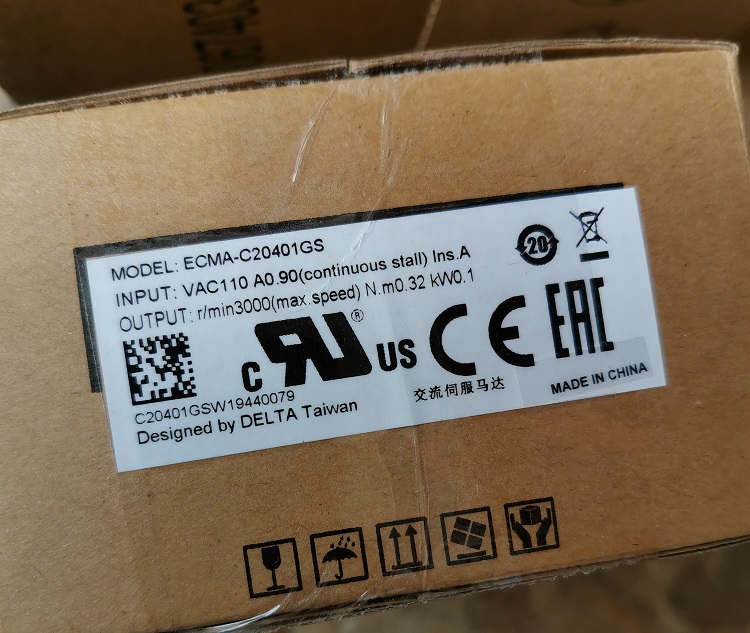 MODEL: ECMA-C20401GS
INPUT: VAC110 A0.90(continuous stall) Ins.A
OUTPUT: r/min3000(max.speed) N.m0.32 kW0.1
20
c RU® US CE EAC
C20401GSW19440079
Designed by DELTA Taiwan
交流伺服马达
MADE IN CHINA